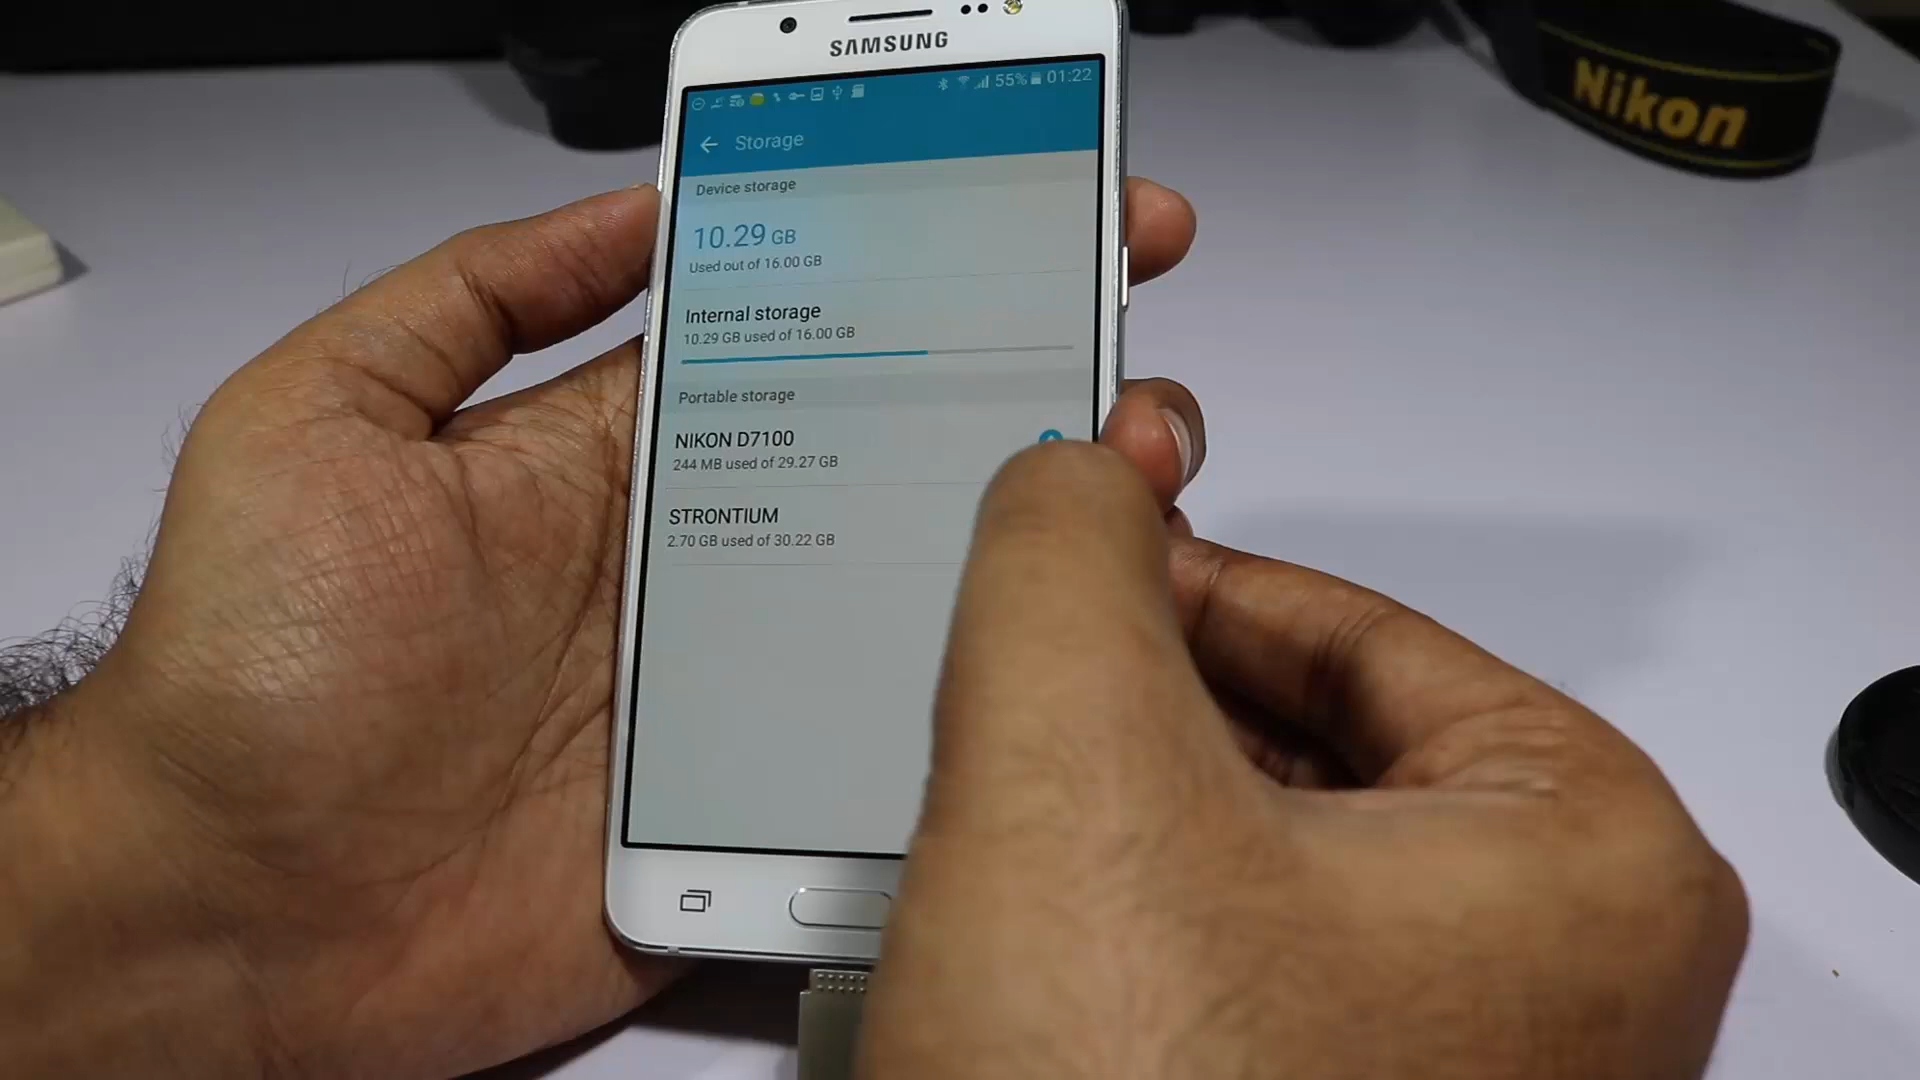 SAMSUNG
55% 01:22
Storage
Device storage
10.29 GB
Used out of 16.00 GB
Internal storage
10.29 GB used of 16.00 GB
Portable storage
NIKON D7100
244 MB used of 29.27 GB
STRONTIUM
2.70 GB used of 30.22 GB
Nikon